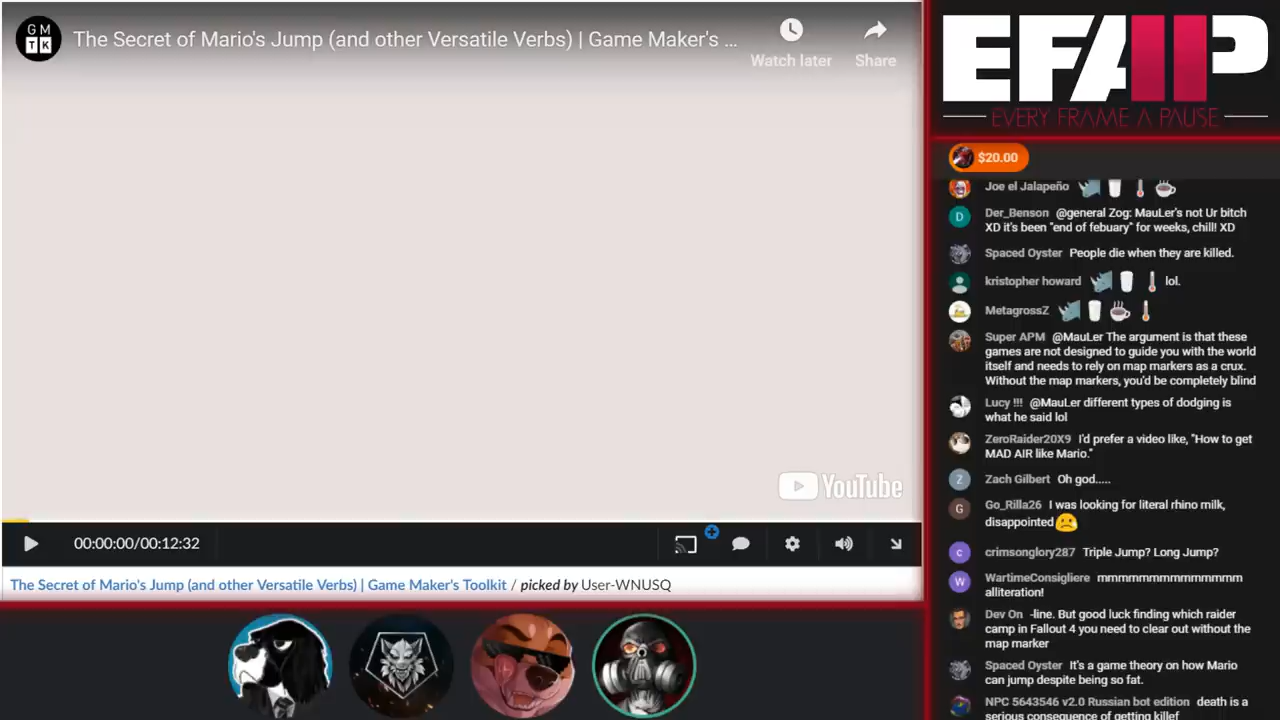 GM
TK
The Secret of Mario's Jump (and other Versatile Verbs) | Game Maker's ...
Watch later
Share
YouTube
00:00:00/00:12:32
The Secret of Mario's Jump (and other Versatile Verbs) | Game Maker's Toolkit / picked by User-WNUSQ
EFAP
EVERY FRAME A PAUSE
$20.00
Joe el Jalapeño
Der_Benson @general Zog: MauLer's not Ur bitch
XD it's been "end of febuary" for weeks, chill! XD
Spaced Oyster People die when they are killed.
kristopher howard lol.
MetagrossZ
Super APM @MauLer The argument is that these
games are not designed to guide you with the world
itself and needs to rely on map markers as a crux.
Without the map markers, you'd be completely blind
Lucy !!! @MauLer different types of dodging is
what he said lol
ZeroRaider20X9 I'd prefer a video like, "How to get
MAD AIR like Mario."
Zach Gilbert Oh god.....
Go_Rilla26 I was looking for literal rhino milk,
disappointed
crimsonglory287 Triple Jump? Long Jump?
WartimeConsigliere mmmmmmmmmmmmmmm
alliteration!
Dev On -line. But good luck finding which raider
camp in Fallout 4 you need to clear out without the
map marker
Spaced Oyster It's a game theory on how Mario
can jump despite being so fat.
NPC 5643546 v2.0 Russian bot edition death is a
serious consequence of getting killef